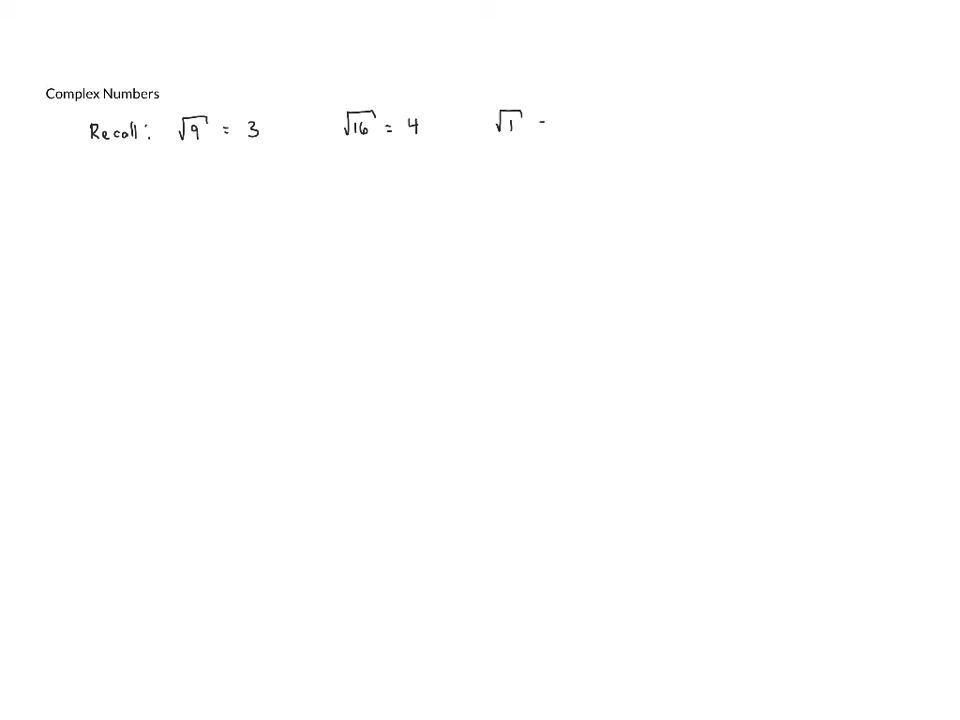 Complex Numbers
Recall: √9 = 3 √16 = 4 √1 -